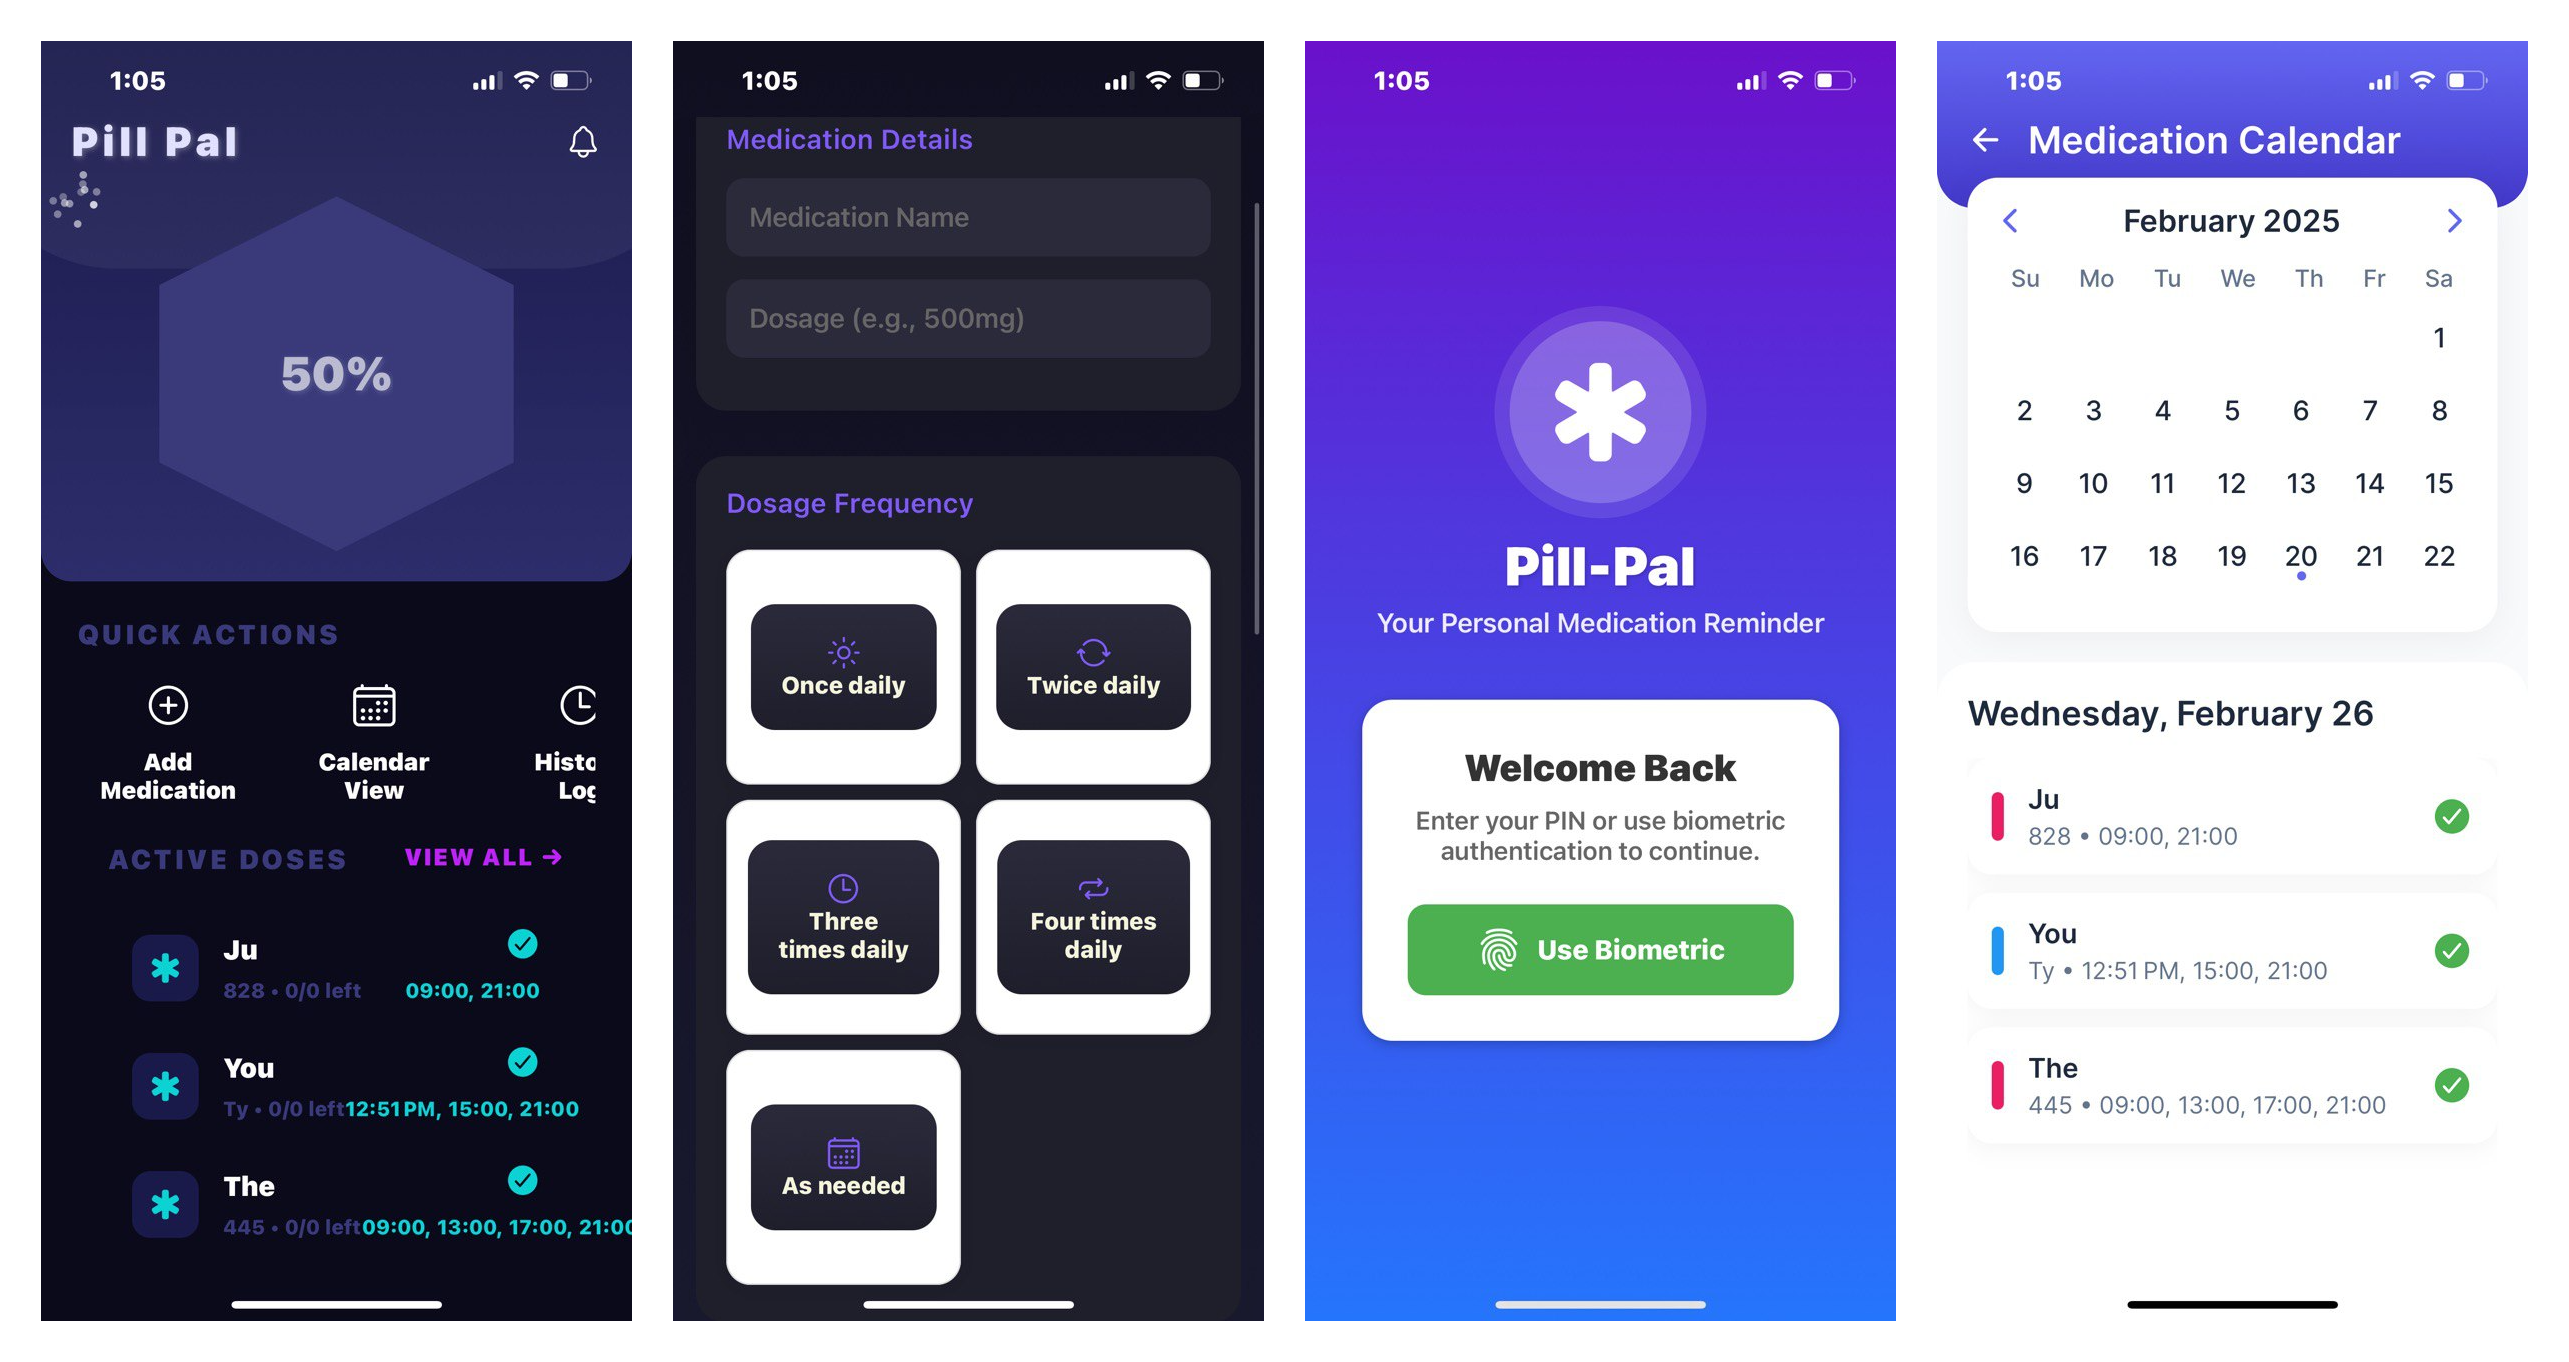 1:05
Pill Pal
50%
QUICK ACTIONS
Add
Medication
Calendar
View
Histo
Log
ACTIVE DOSES
VIEW ALL →
Ju
828 • 0/0 left
09:00, 21:00
You
Ty • 0/0 left
12:51 PM, 15:00, 21:00
The
445 • 0/0 left
09:00, 13:00, 17:00, 21:00
1:05
Medication Details
Medication Name
Dosage (e.g., 500mg)
Dosage Frequency
Once daily
Twice daily
Three
times daily
Four times
daily
As needed
1:05
Pill-Pal
Your Personal Medication Reminder
Welcome Back
Enter your PIN or use biometric
authentication to continue.
Use Biometric
1:05
← Medication Calendar
February 2025
Su Mo Tu We Th Fr Sa
1
2 3 4 5 6 7 8
9 10 11 12 13 14 15
16 17 18 19 20 21 22
Wednesday, February 26
Ju
828 • 09:00, 21:00
You
Ty • 12:51 PM, 15:00, 21:00
The
445 • 09:00, 13:00, 17:00, 21:00